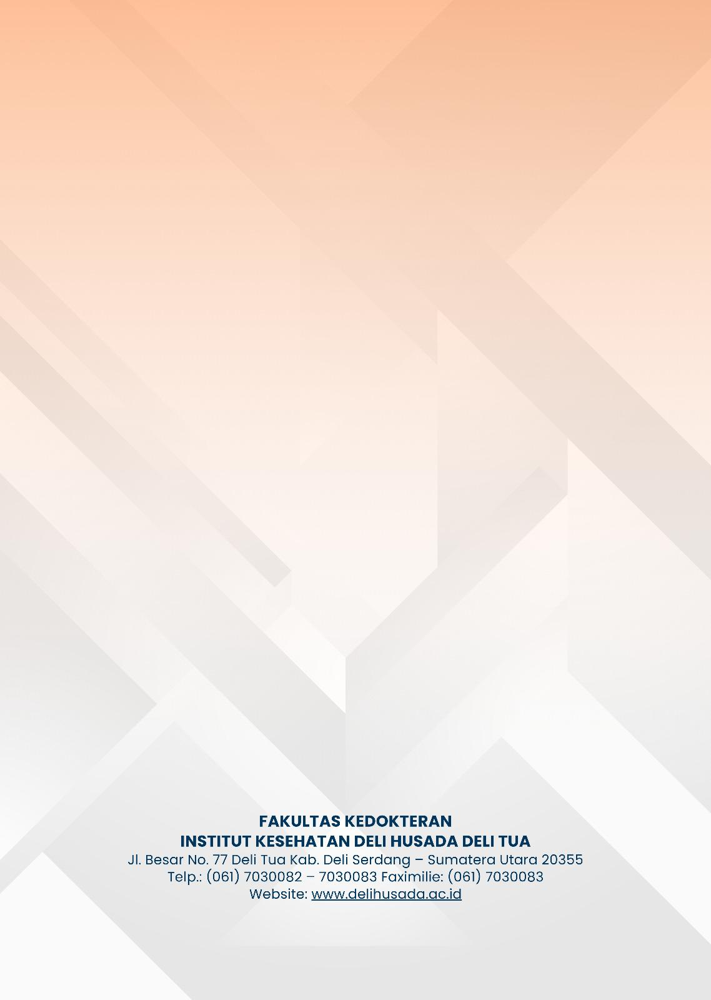 FAKULTAS KEDOKTERAN
INSTITUT KESEHATAN DELI HUSADA DELI TUA
Jl. Besar No. 77 Deli Tua Kab. Deli Serdang – Sumatera Utara 20355
Telp.: (061) 7030082 – 7030083 Faximilie: (061) 7030083
Website: www.delihusada.ac.id